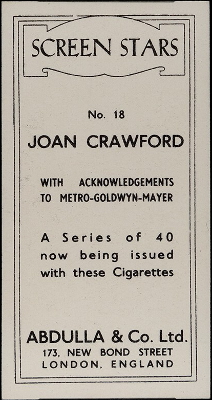 SCREEN STARS
No. 18
JOAN CRAWFORD
WITH ACKNOWLEDGEMENTS
TO METRO-GOLDWYN-MAYER
A Series of 40
now being issued
with these Cigarettes
ABDULLA & Co. Ltd.
173, NEW BOND STREET
LONDON, ENGLAND